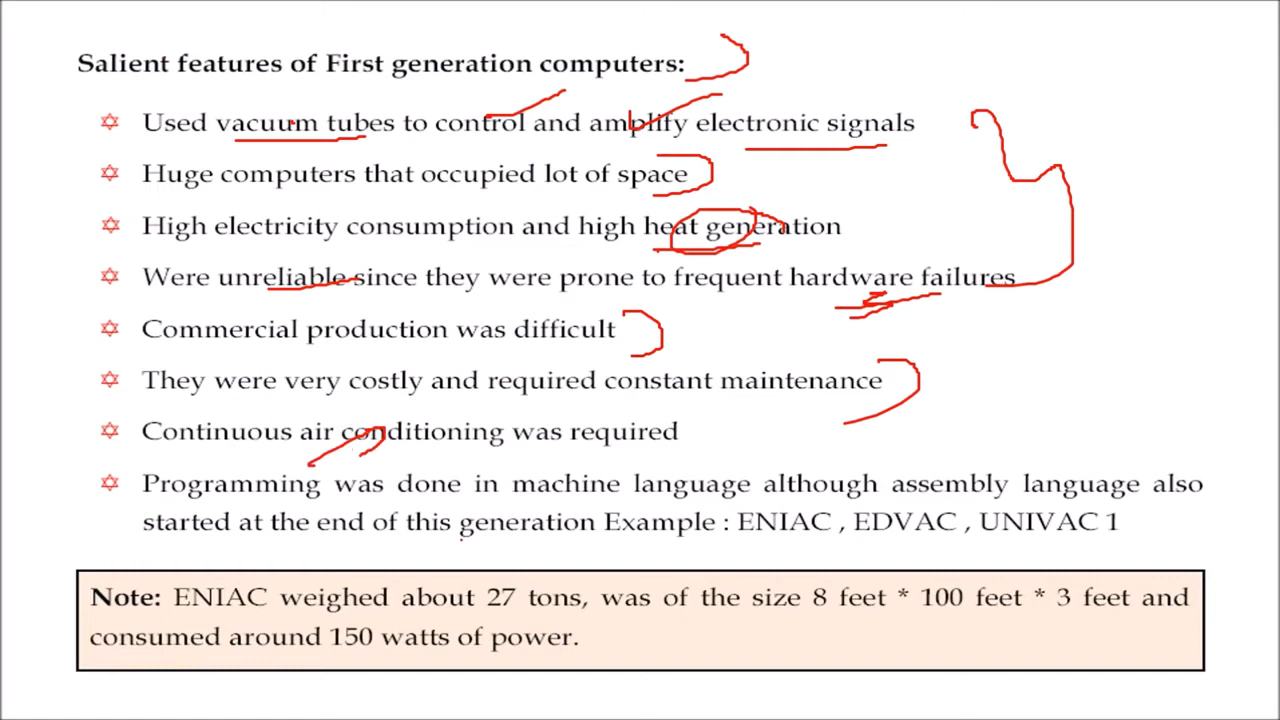 Salient features of First generation computers:
Used vacuum tubes to control and amplify electronic signals
Huge computers that occupied lot of space
High electricity consumption and high heat generation
Were unreliable since they were prone to frequent hardware failures
Commercial production was difficult
They were very costly and required constant maintenance
Continuous air conditioning was required
Programming was done in machine language although assembly language also
started at the end of this generation Example : ENIAC , EDVAC , UNIVAC 1
Note: ENIAC weighed about 27 tons, was of the size 8 feet * 100 feet * 3 feet and
consumed around 150 watts of power.